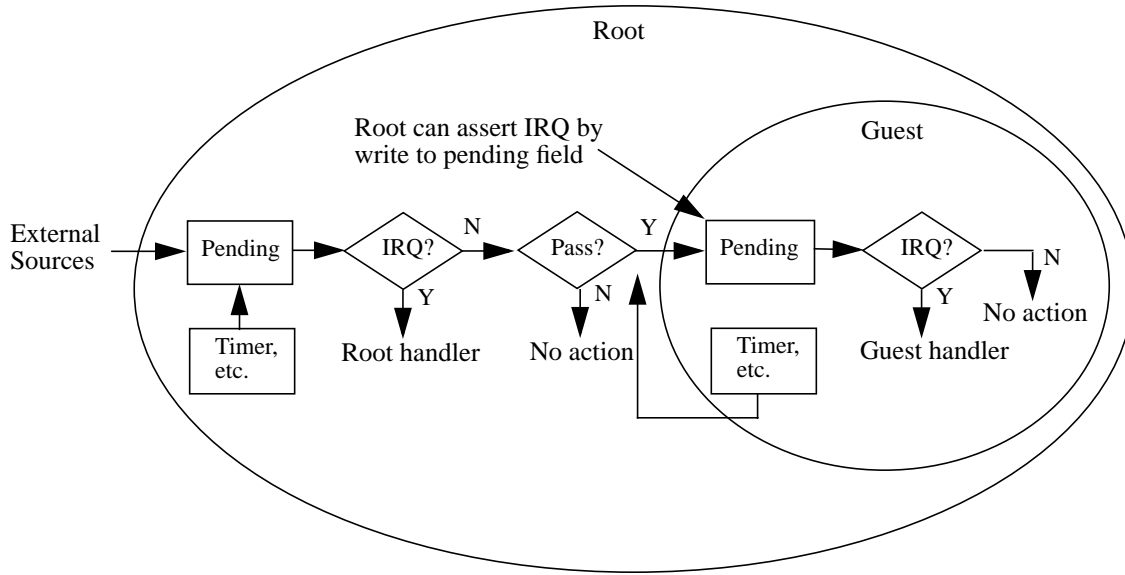 Root
Root can assert IRQ by
write to pending field
Guest
External
Sources
Pending
IRQ?
N
Pass?
Y
Pending
IRQ?
N
Y
N
Y
Root handler
No action
Guest handler
No action
Timer,
etc.
Timer,
etc.